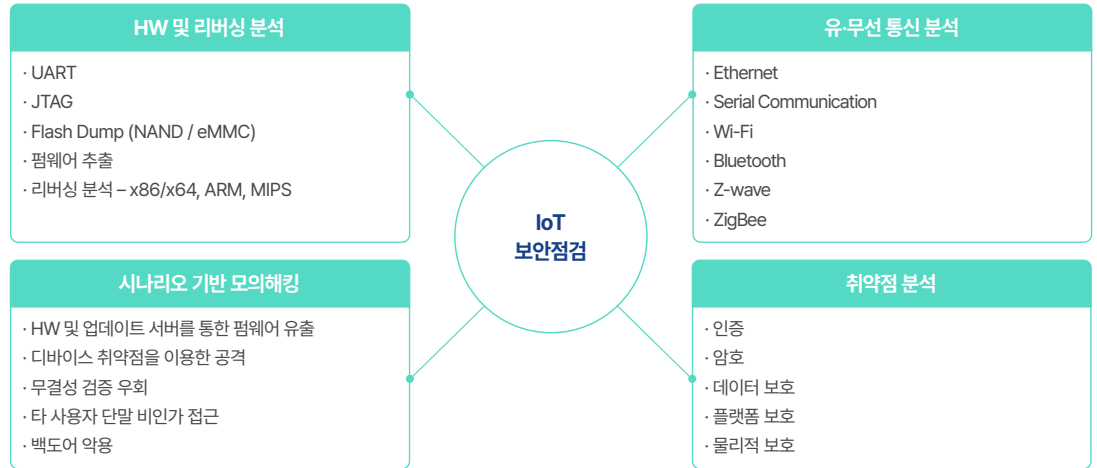 HW 및 리버싱 분석
· UART
· JTAG
· Flash Dump (NAND / eMMC)
· 펌웨어 추출
· 리버싱 분석 – x86/x64, ARM, MIPS
유·무선 통신 분석
· Ethernet
· Serial Communication
· Wi-Fi
· Bluetooth
· Z-wave
· ZigBee
IoT
보안점검
시나리오 기반 모의해킹
· HW 및 업데이트 서버를 통한 펌웨어 유출
· 디바이스 취약점을 이용한 공격
· 무결성 검증 우회
· 타 사용자 단말 비인가 접근
· 백도어 악용
취약점 분석
· 인증
· 암호
· 데이터 보호
· 플랫폼 보호
· 물리적 보호